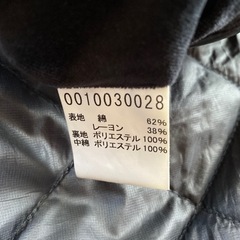 0010030028
表地 綿 62%
レーヨン 38%
裏地 ポリエステル 100%
中綿 ポリエステル 100%